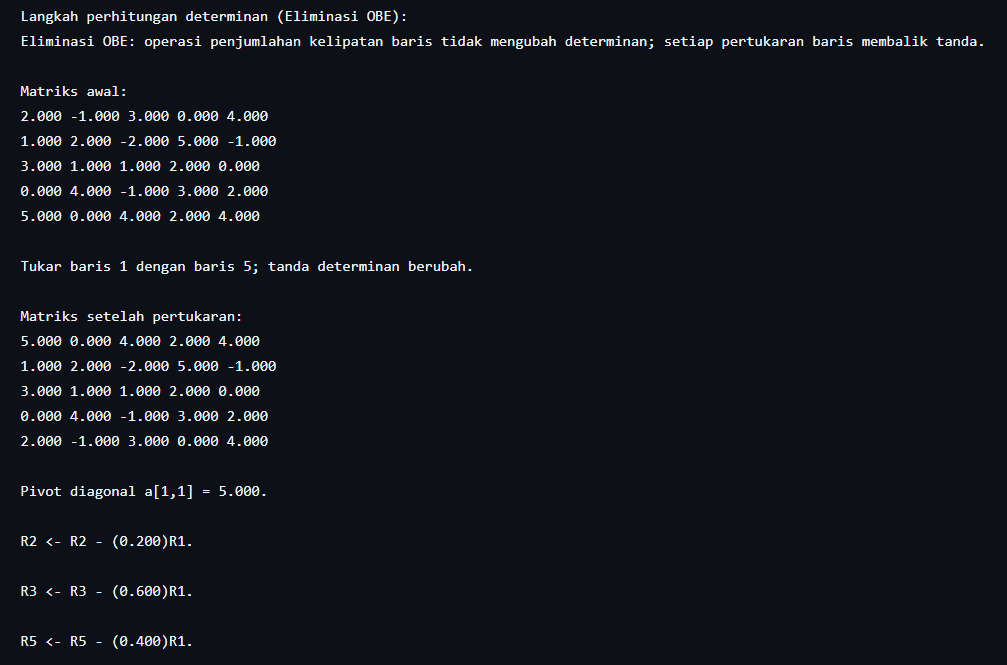 Langkah perhitungan determinan (Eliminasi OBE):
Eliminasi OBE: operasi penjumlahan kelipatan baris tidak mengubah determinan; setiap pertukaran baris membalik tanda.
Matriks awal:
2.000 -1.000 3.000 0.000 4.000
1.000 2.000 -2.000 5.000 -1.000
3.000 1.000 1.000 2.000 0.000
0.000 4.000 -1.000 3.000 2.000
5.000 0.000 4.000 2.000 4.000
Tukar baris 1 dengan baris 5; tanda determinan berubah.
Matriks setelah pertukaran:
5.000 0.000 4.000 2.000 4.000
1.000 2.000 -2.000 5.000 -1.000
3.000 1.000 1.000 2.000 0.000
0.000 4.000 -1.000 3.000 2.000
2.000 -1.000 3.000 0.000 4.000
Pivot diagonal a[1,1] = 5.000.
R2 <- R2 - (0.200)R1.
R3 <- R3 - (0.600)R1.
R5 <- R5 - (0.400)R1.